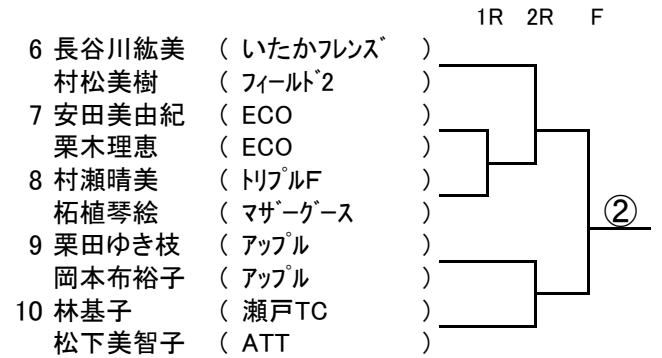 1R 2R F
6 長谷川紘美 ( いたかフレンズ )
村松美樹 ( フィールド2 )
7 安田美由紀 ( ECO )
栗木理恵 ( ECO )
8 村瀬晴美 ( トリプルF )
柘植琴絵 ( マザーグース )
②
9 栗田ゆき枝 ( アップル )
岡本布裕子 ( アップル )
10 林基子 ( 瀬戸TC )
松下美智子 ( ATT )